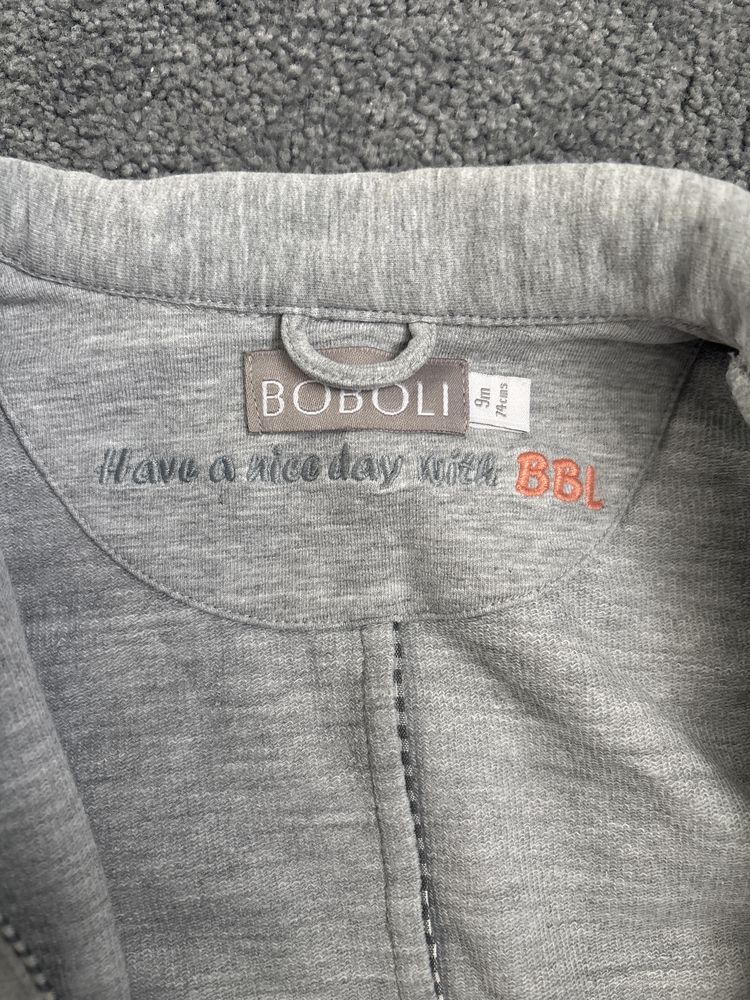 BOBOLI
9m
74cms
Have a nice day with BBL